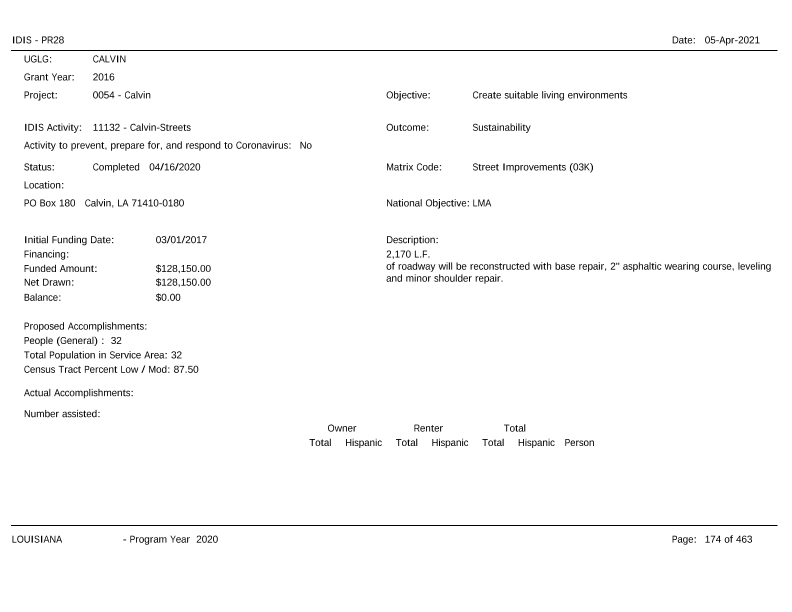 IDIS - PR28 Date: 05-Apr-2021
UGLG: CALVIN
Grant Year: 2016
Project: 0054 - Calvin Objective: Create suitable living environments
IDIS Activity: 11132 - Calvin-Streets Outcome: Sustainability
Activity to prevent, prepare for, and respond to Coronavirus: No
Status: Completed 04/16/2020 Matrix Code: Street Improvements (03K)
Location:
PO Box 180 Calvin, LA 71410-0180 National Objective: LMA
Initial Funding Date: 03/01/2017 Description:
Financing: 2,170 L.F.
Funded Amount: $128,150.00 of roadway will be reconstructed with base repair, 2" asphaltic wearing course, leveling
Net Drawn: $128,150.00 and minor shoulder repair.
Balance: $0.00
Proposed Accomplishments:
People (General) : 32
Total Population in Service Area: 32
Census Tract Percent Low / Mod: 87.50
Actual Accomplishments:
Number assisted:
Owner Renter Total
Total Hispanic Total Hispanic Total Hispanic Person
LOUISIANA - Program Year 2020 Page: 174 of 463